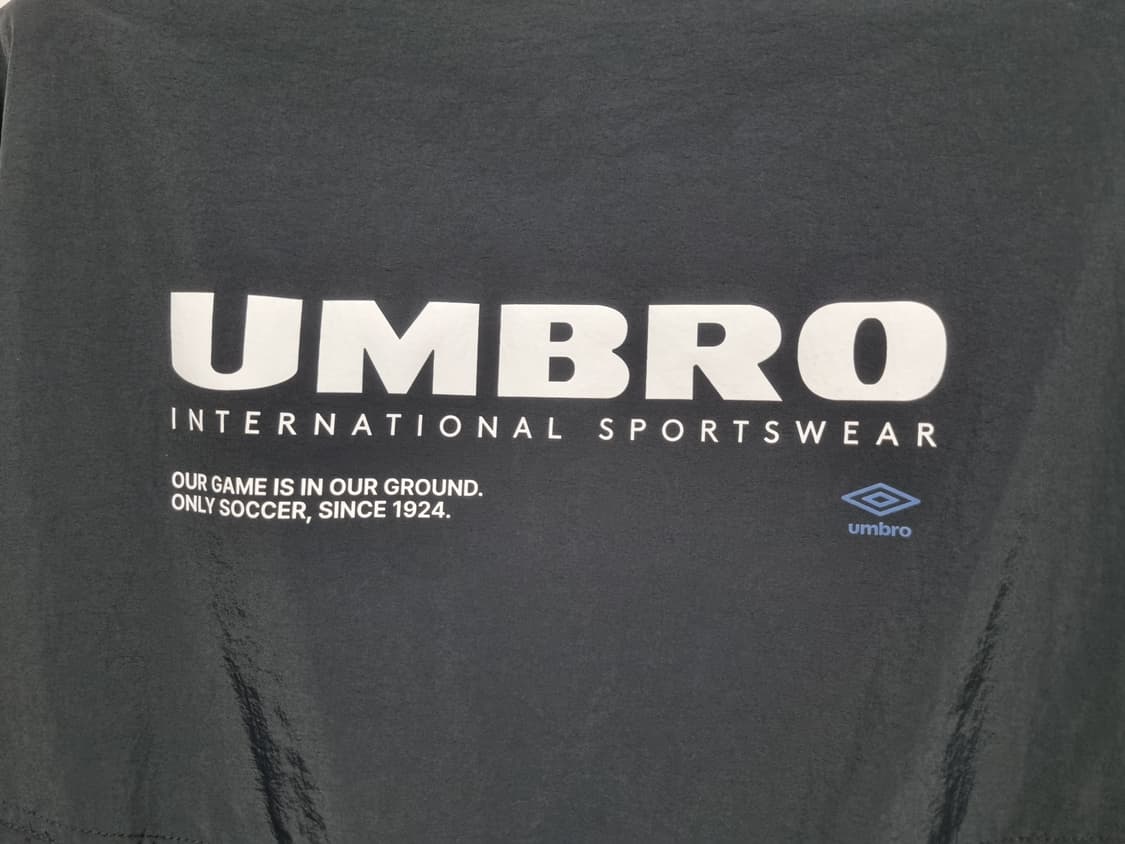 UMBRO
INTERNATIONAL SPORTSWEAR
OUR GAME IS IN OUR GROUND.
ONLY SOCCER, SINCE 1924.
umbro